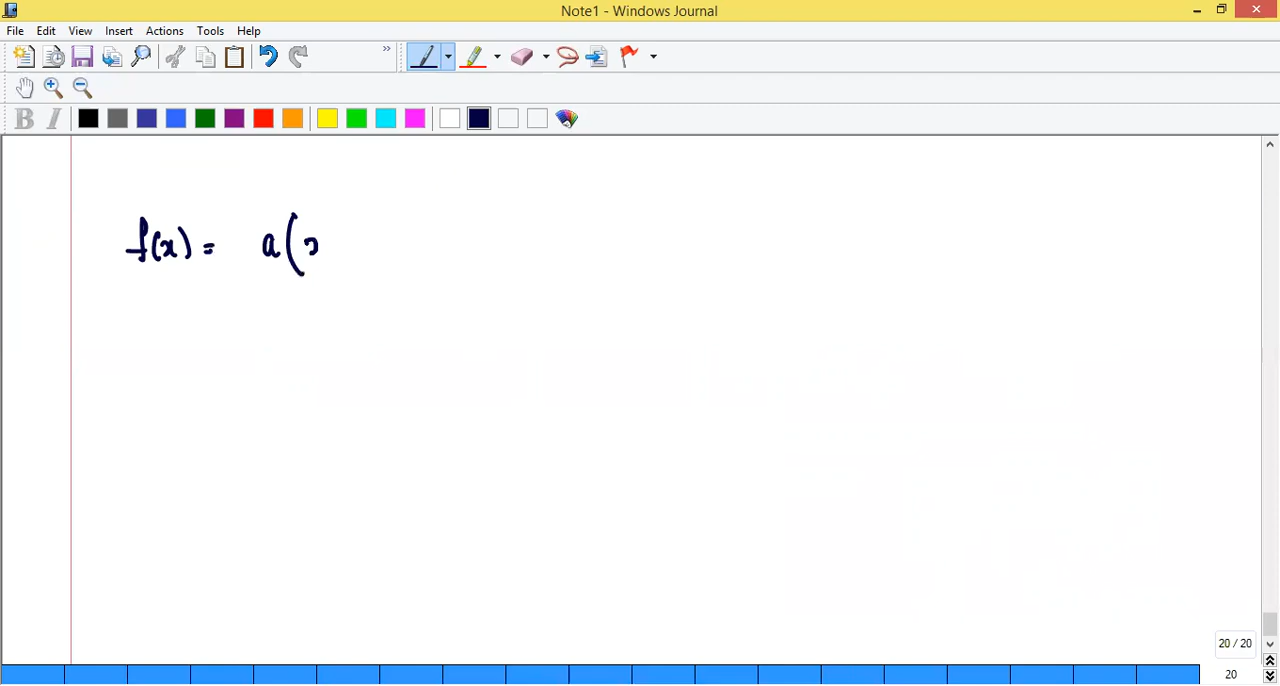 Note1 - Windows Journal
File Edit View Insert Actions Tools Help
»
B I
f(x) = a(
20 / 20
20